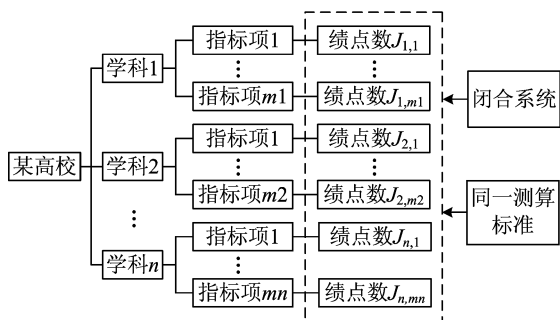 指标项1
绩点数J1,1
学科1
⋮
⋮
指标项m1
绩点数J1,m1
闭合系统
指标项1
绩点数J2,1
某高校
学科2
⋮
⋮
指标项m2
绩点数J2,m2
同一测算
标准
⋮
指标项1
绩点数Jn,1
学科n
⋮
指标项mn
绩点数Jn,mn